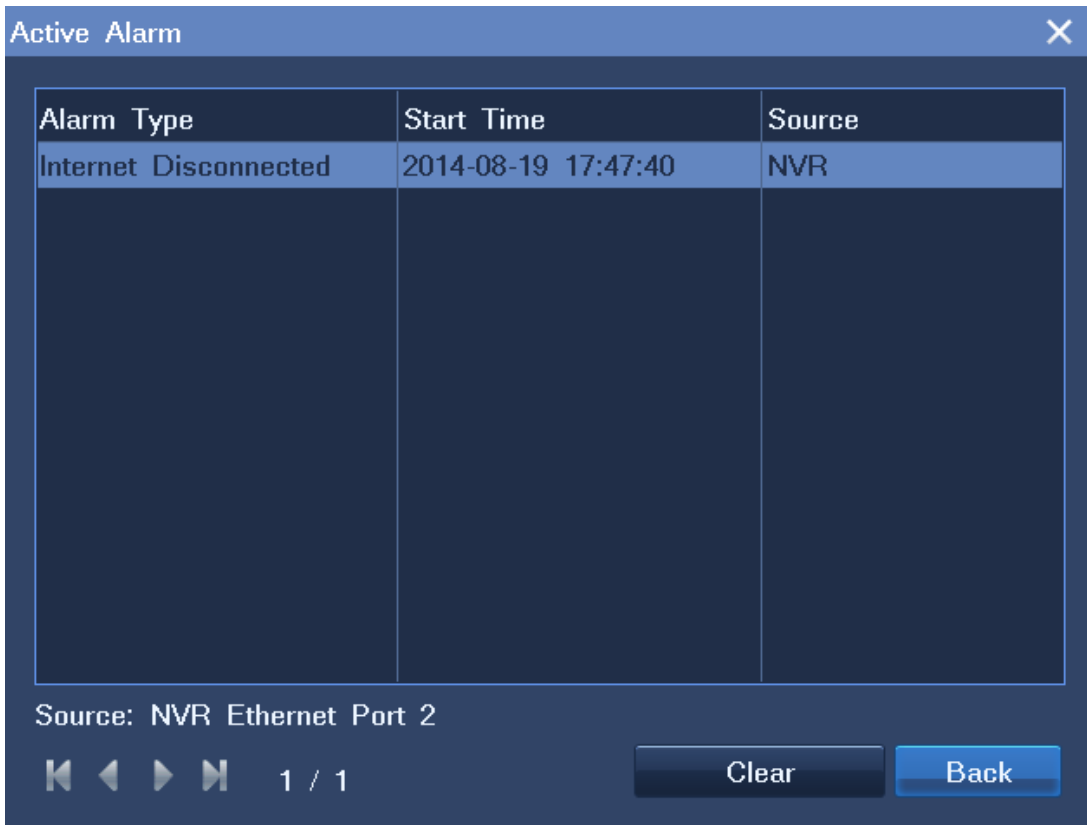 Active Alarm
Alarm Type Start Time Source
Internet Disconnected 2014-08-19 17:47:40 NVR
Source: NVR Ethernet Port 2
1 / 1 Clear Back